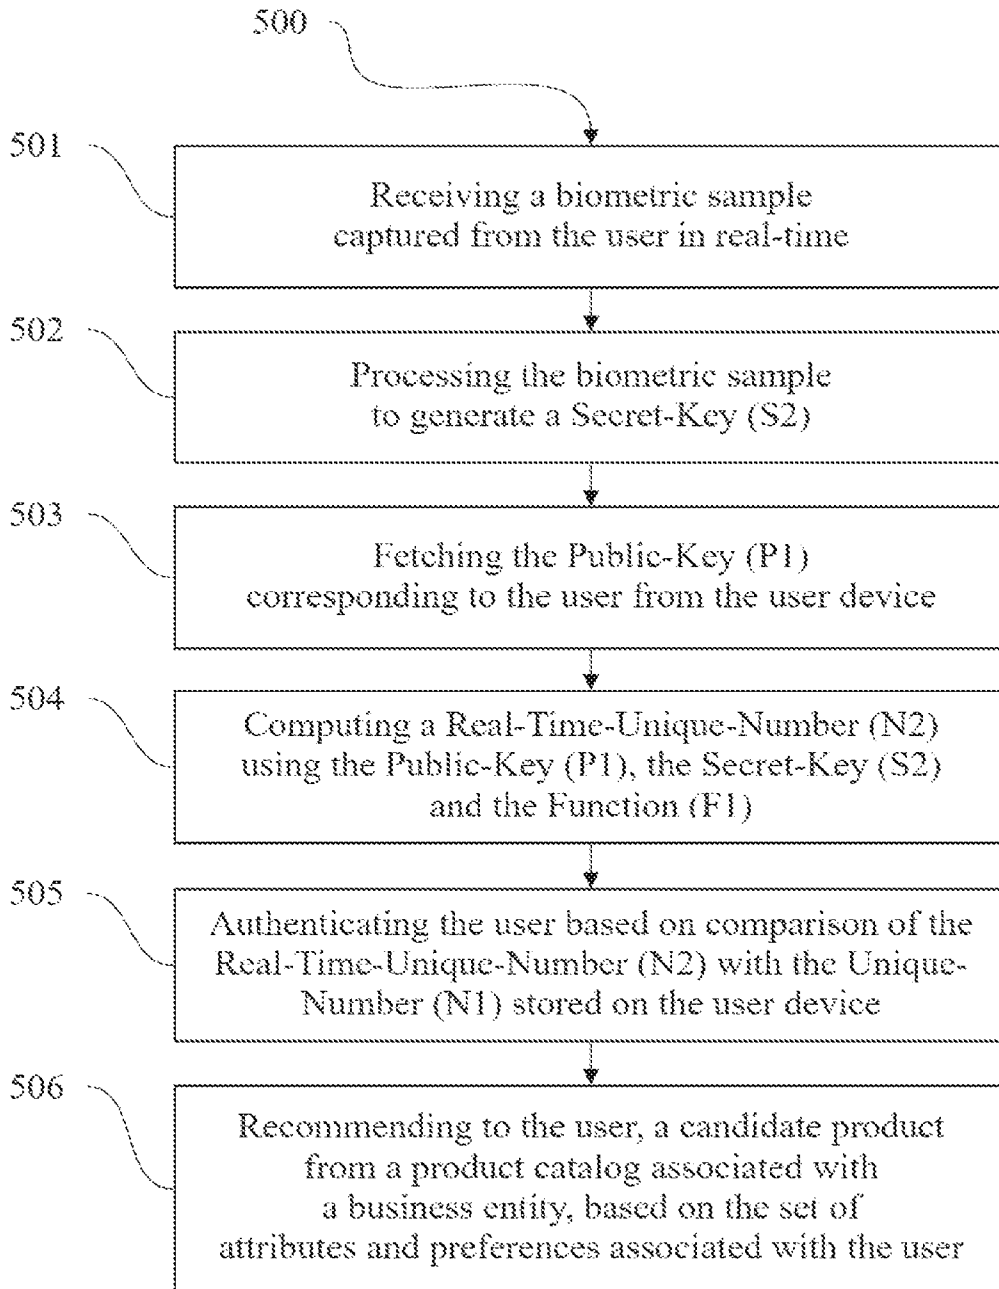 500
501
Receiving a biometric sample
captured from the user in real-time
502
Processing the biometric sample
to generate a Secret-Key (S2)
503
Fetching the Public-Key (P1)
corresponding to the user from the user device
504
Computing a Real-Time-Unique-Number (N2)
using the Public-Key (P1), the Secret-Key (S2)
and the Function (F1)
505
Authenticating the user based on comparison of the
Real-Time-Unique-Number (N2) with the Unique-
Number (N1) stored on the user device
506
Recommending to the user, a candidate product
from a product catalog associated with
a business entity, based on the set of
attributes and preferences associated with the user